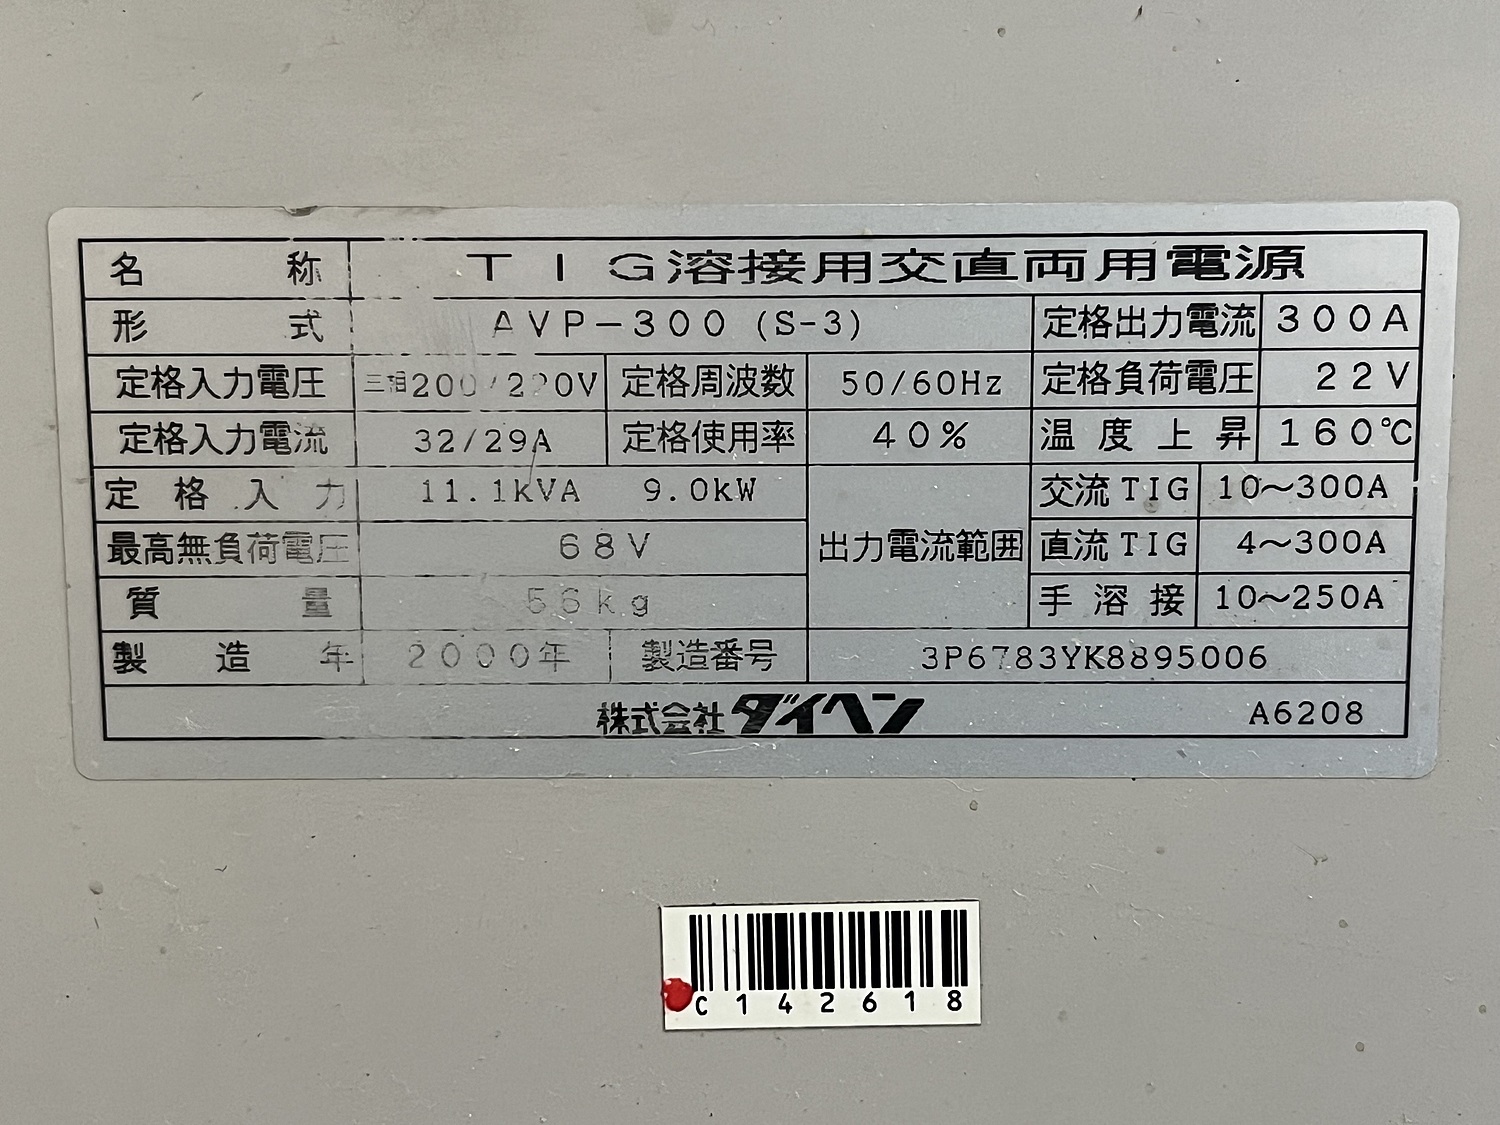 名称 TIG溶接用交直両用電源
形式 AVP-300 (S-3) 定格出力電流 300A
定格入力電圧 三相200/220V 定格周波数 50/60Hz 定格負荷電圧 22V
定格入力電流 32/29A 定格使用率 40% 温度上昇 160℃
定格入力 11.1kVA 9.0kW 出力電流範囲 交流TIG 10～300A
最高無負荷電圧 68V 直流TIG 4～300A
質量 56kg 手溶接 10～250A
製造年 2000年 製造番号 3P6783YK8895006
株式会社ダイヘン A6208
C142618